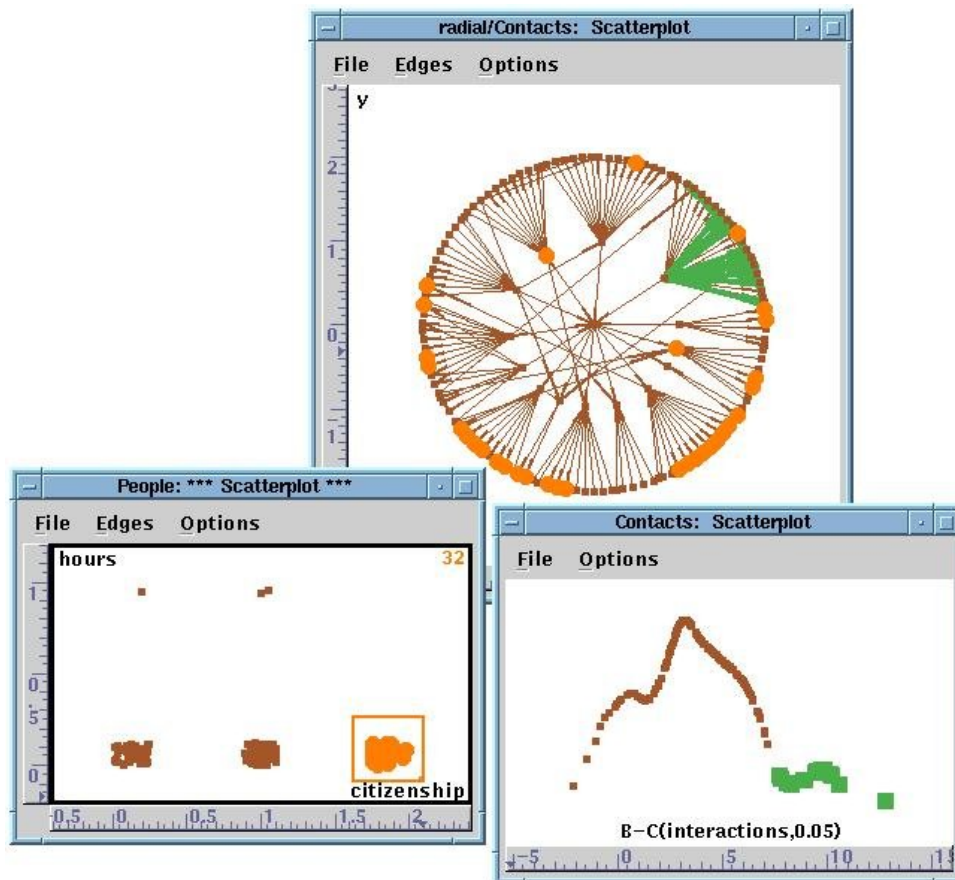 radial/Contacts: Scatterplot
File Edges Options
y
3
2
1
0
1
People: *** Scatterplot ***
File Edges Options
hours 32
1
0.5
0
citizenship
-0.5 0 0.5 1 1.5 2
Contacts: Scatterplot
File Options
B-C(interactions,0.05)
-5 0 5 10 15